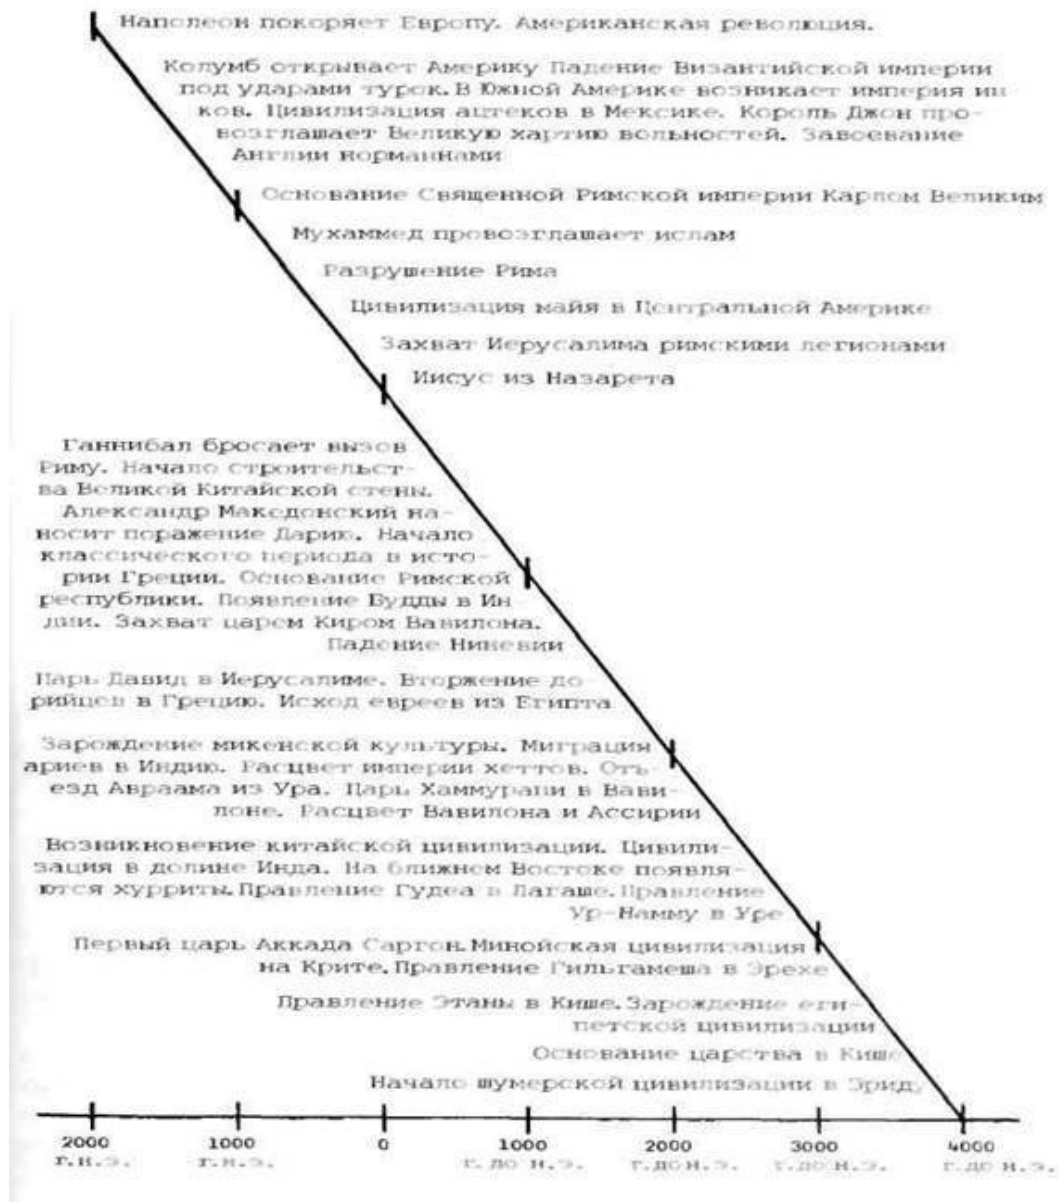 Наполеон покоряет Европу. Американская революция.
Колумб открывает Америку Падение Византийской империи
под ударами турок. В Южной Америке возникает империя ин
ков. Цивилизация ацтеков в Мексике. Король Джон про-
возглашает Великую хартию вольностей. Завоевание
Англии норманнами
Основание Священной Римской империи Карлом Великим
Мухаммед провозглашает ислам
Разрушение Рима
Цивилизация майя в Центральной Америке
Захват Иерусалима римскими легионами
Иисус из Назарета
Ганнибал бросает вызов
Риму. Начало строительст-
ва Великой Китайской стены.
Александр Македонский на-
носит поражение Дарию. Начало
классического периода в исто-
рии Греции. Основание Римской
республики. Появление Будды в Ин
дии. Захват царем Киром Вавилона.
Падение Ниневии
Царь Давид в Иерусалиме. Вторжение до
рийцев в Грецию. Исход евреев из Египта
Зарождение микенской культуры. Миграция
ариев в Индию. Расцвет империи хеттов. Отъ-
езд Авраама из Ура. Царь Хаммурапи в Вави-
лоне. Расцвет Вавилона и Ассирии
Возникновение китайской цивилизации. Цивили-
зация в долине Инда. На ближнем Востоке появля-
ются хурриты. Правление Гудеа в Лагаше. Правление
Ур-Намму в Уре
Первый царь Аккада Саргон. Минойская цивилизация
на Крите. Правление Гильгамеша в Эрехе
Правление Этаны в Кише. Зарождение еги-
петской цивилизации
Основание царства в Кише
Начало шумерской цивилизации в Эриду
2000 1000 0 1000 2000 3000 4000
г.н.э. г.н.э. г.до н.э. г.до н.э. г.до н.э. г.до н.э.